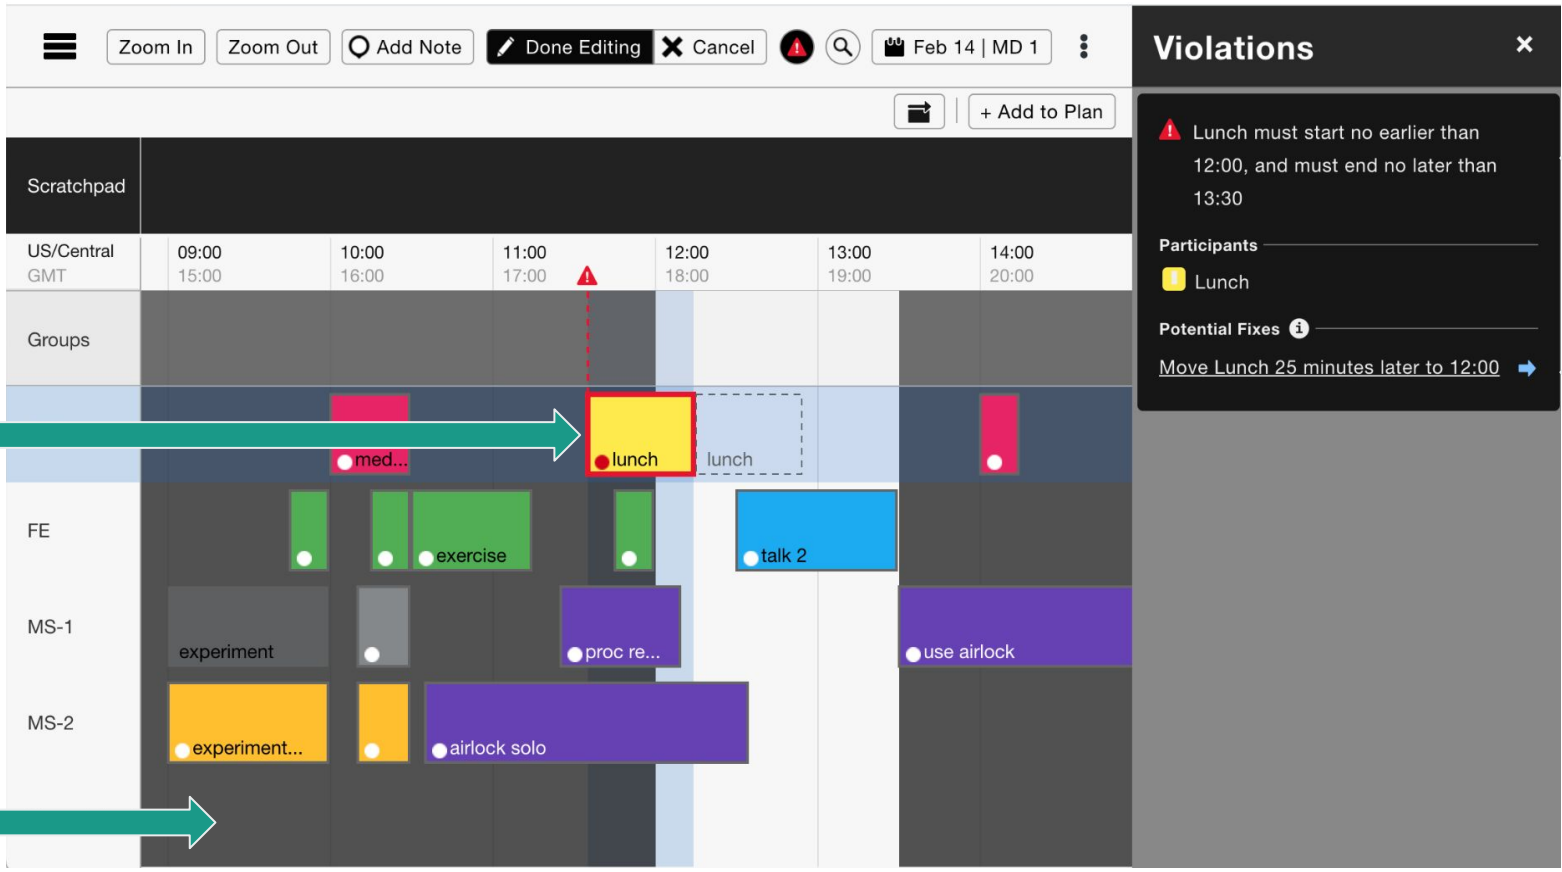 Zoom In Zoom Out Add Note Done Editing Cancel Feb 14 | MD 1
Violations ×
+ Add to Plan
Lunch must start no earlier than
12:00, and must end no later than
13:30
Participants
Lunch
Potential Fixes i
Move Lunch 25 minutes later to 12:00
Scratchpad
US/Central 09:00 10:00 11:00 12:00 13:00 14:00
GMT 15:00 16:00 17:00 18:00 19:00 20:00
Groups
med... lunch lunch
FE
exercise talk 2
MS-1
experiment proc re... use airlock
MS-2
experiment... airlock solo